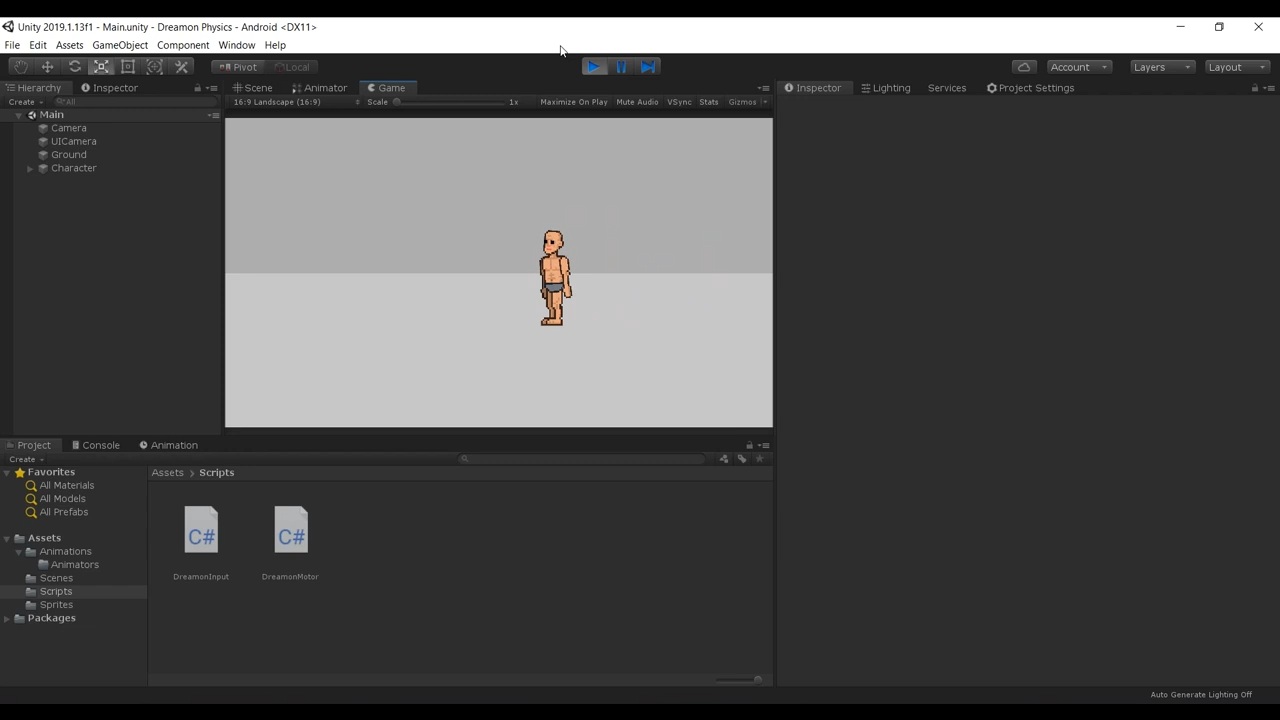 Unity 2019.1.13f1 - Main.unity - Dreamon Physics - Android <DX11>
File Edit Assets GameObject Component Window Help
Pivot Local Account Layers Layout
Hierarchy Inspector Scene Animator Game Inspector Lighting Services Project Settings
Create All 16:9 Landscape (16:9) Scale 1x Maximize On Play Mute Audio VSync Stats Gizmos
Main
Camera
UICamera
Ground
Character
Project Console Animation
Create
Favorites
All Materials
All Models
All Prefabs
Assets
Animations
Animators
Scenes
Scripts
Sprites
Packages
Assets > Scripts
C# C#
DreamonInput DreamonMotor
Auto Generate Lighting Off